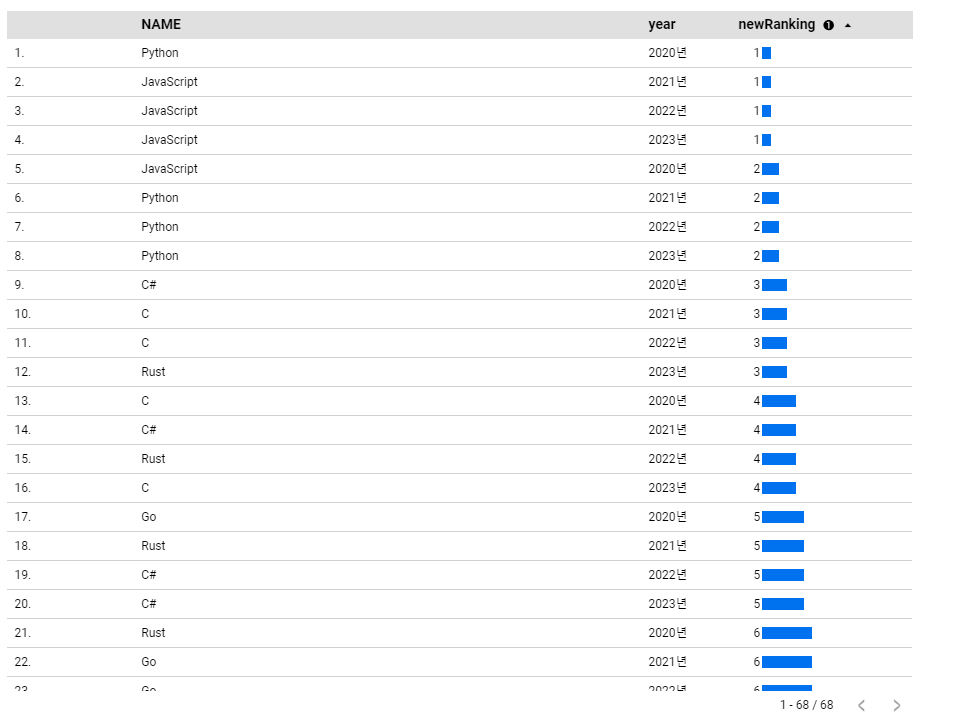 NAME year newRanking 1
1. Python 2020년 1
2. JavaScript 2021년 1
3. JavaScript 2022년 1
4. JavaScript 2023년 1
5. JavaScript 2020년 2
6. Python 2021년 2
7. Python 2022년 2
8. Python 2023년 2
9. C# 2020년 3
10. C 2021년 3
11. C 2022년 3
12. Rust 2023년 3
13. C 2020년 4
14. C# 2021년 4
15. Rust 2022년 4
16. C 2023년 4
17. Go 2020년 5
18. Rust 2021년 5
19. C# 2022년 5
20. C# 2023년 5
21. Rust 2020년 6
22. Go 2021년 6
23. Go 2022년 6
1 - 68 / 68